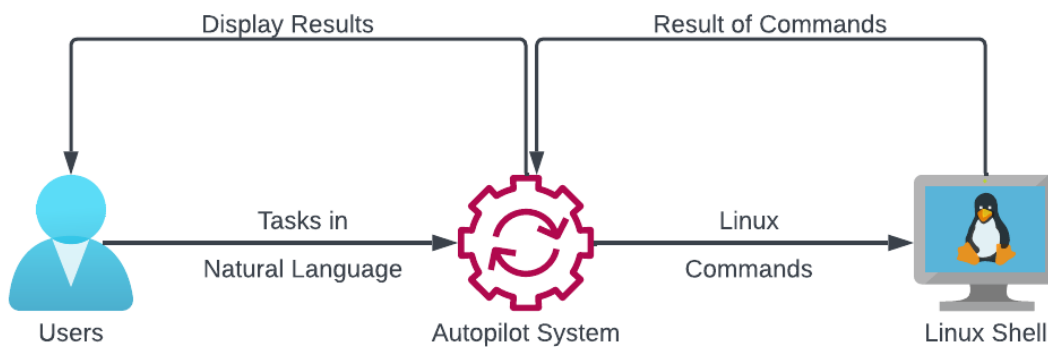 Display Results
Result of Commands
Tasks in
Natural Language
Linux
Commands
Users
Autopilot System
Linux Shell